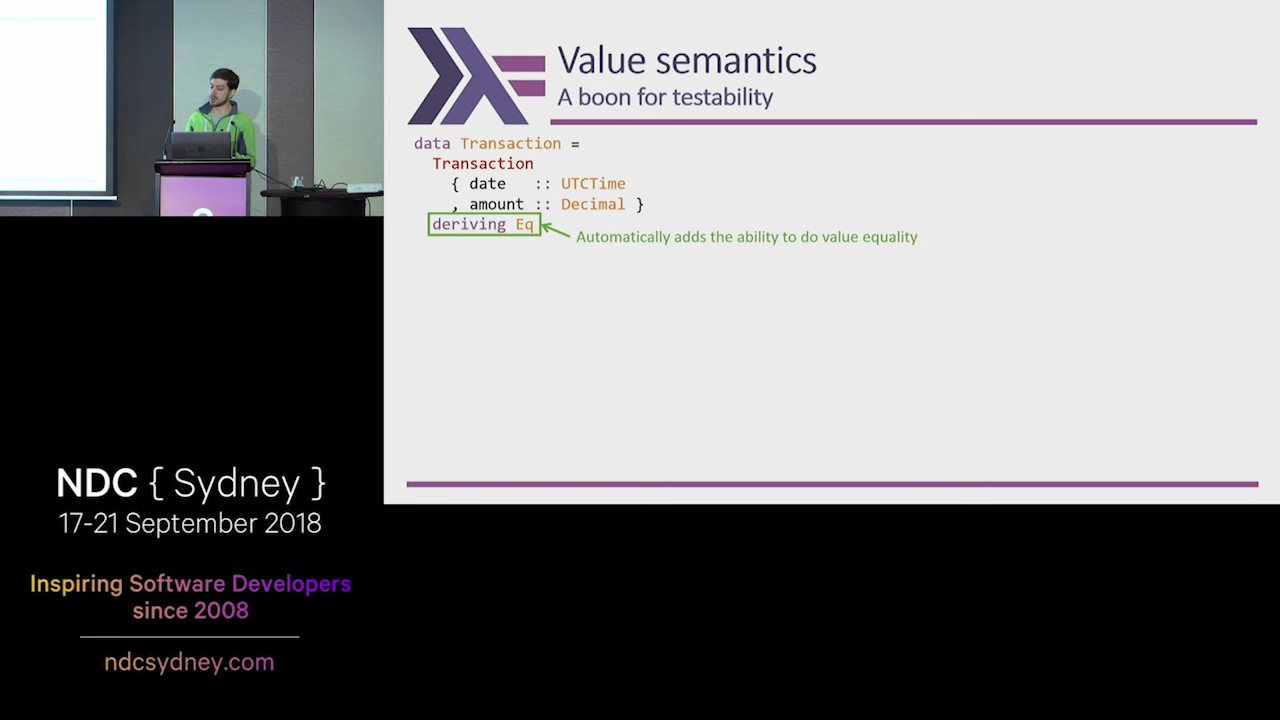 Value semantics
A boon for testability
data Transaction =
Transaction
{ date :: UTCTime
, amount :: Decimal }
deriving Eq
Automatically adds the ability to do value equality
NDC { Sydney }
17-21 September 2018
Inspiring Software Developers
since 2008
ndcsydney.com